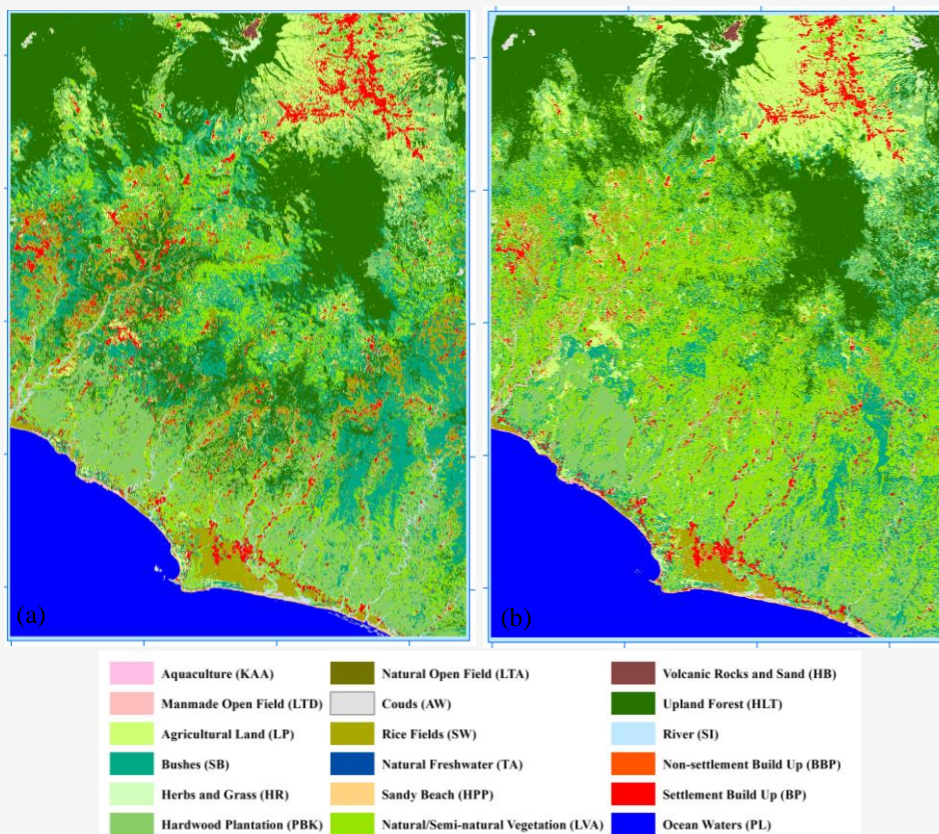 (a)
(b)
Aquaculture (KAA)
Natural Open Field (LTA)
Volcanic Rocks and Sand (HB)
Manmade Open Field (LTD)
Couds (AW)
Upland Forest (HLT)
Agricultural Land (LP)
Rice Fields (SW)
River (SI)
Bushes (SB)
Natural Freshwater (TA)
Non-settlement Build Up (BBP)
Herbs and Grass (HR)
Sandy Beach (HPP)
Settlement Build Up (BP)
Hardwood Plantation (PBK)
Natural/Semi-natural Vegetation (LVA)
Ocean Waters (PL)